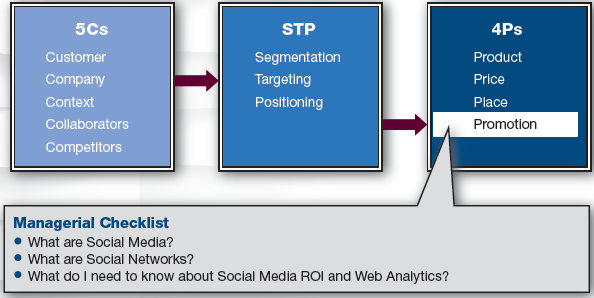 5Cs
Customer
Company
Context
Collaborators
Competitors
STP
Segmentation
Targeting
Positioning
4Ps
Product
Price
Place
Promotion
Managerial Checklist
• What are Social Media?
• What are Social Networks?
• What do I need to know about Social Media ROI and Web Analytics?